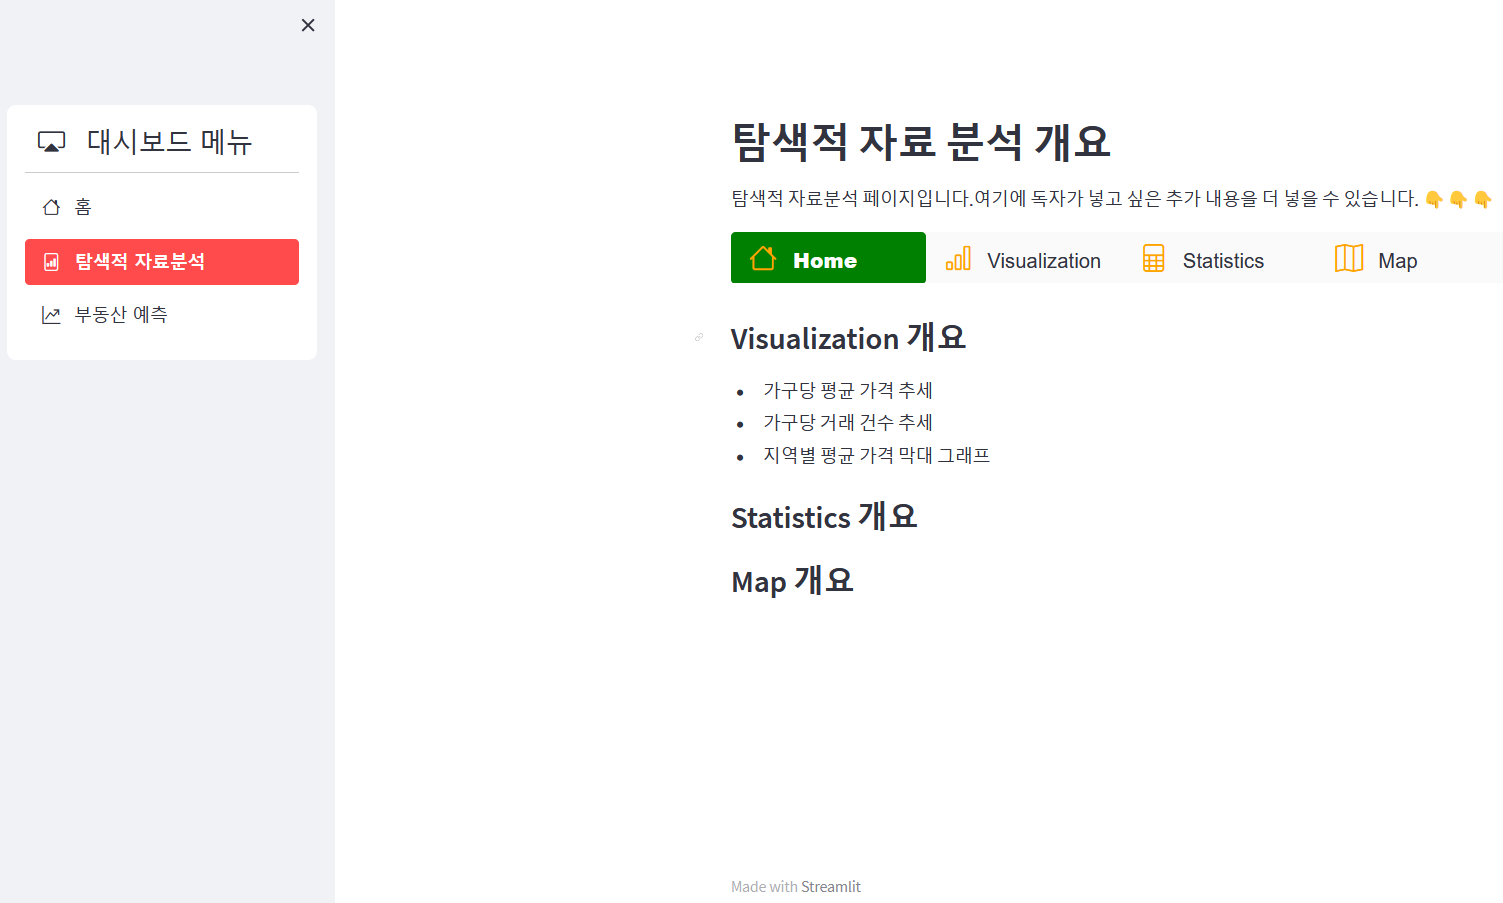 대시보드 메뉴
홈
탐색적 자료분석
부동산 예측
탐색적 자료 분석 개요
탐색적 자료분석 페이지입니다.여기에 독자가 넣고 싶은 추가 내용을 더 넣을 수 있습니다. 👇👇👇
Home Visualization Statistics Map
Visualization 개요
• 가구당 평균 가격 추세
• 가구당 거래 건수 추세
• 지역별 평균 가격 막대 그래프
Statistics 개요
Map 개요
Made with Streamlit